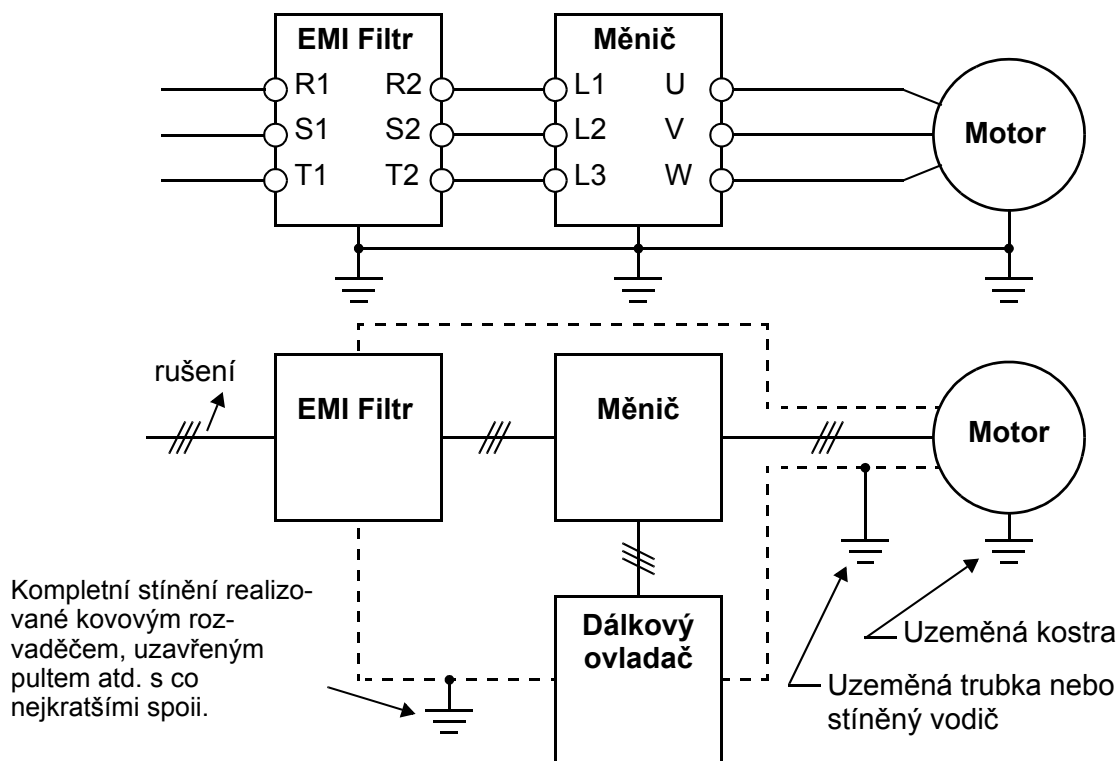 EMI Filtr
Měnič
R1 R2 L1 U
S1 S2 L2 V
T1 T2 L3 W
Motor
rušení
EMI Filtr
Měnič
Motor
Kompletní stínění realizo-
vané kovovým roz-
vaděčem, uzavřeným
pultem atd. s co
nejkratšími spoii.
Dálkový
ovladač
Uzeměná kostra
Uzeměná trubka nebo
stíněný vodič